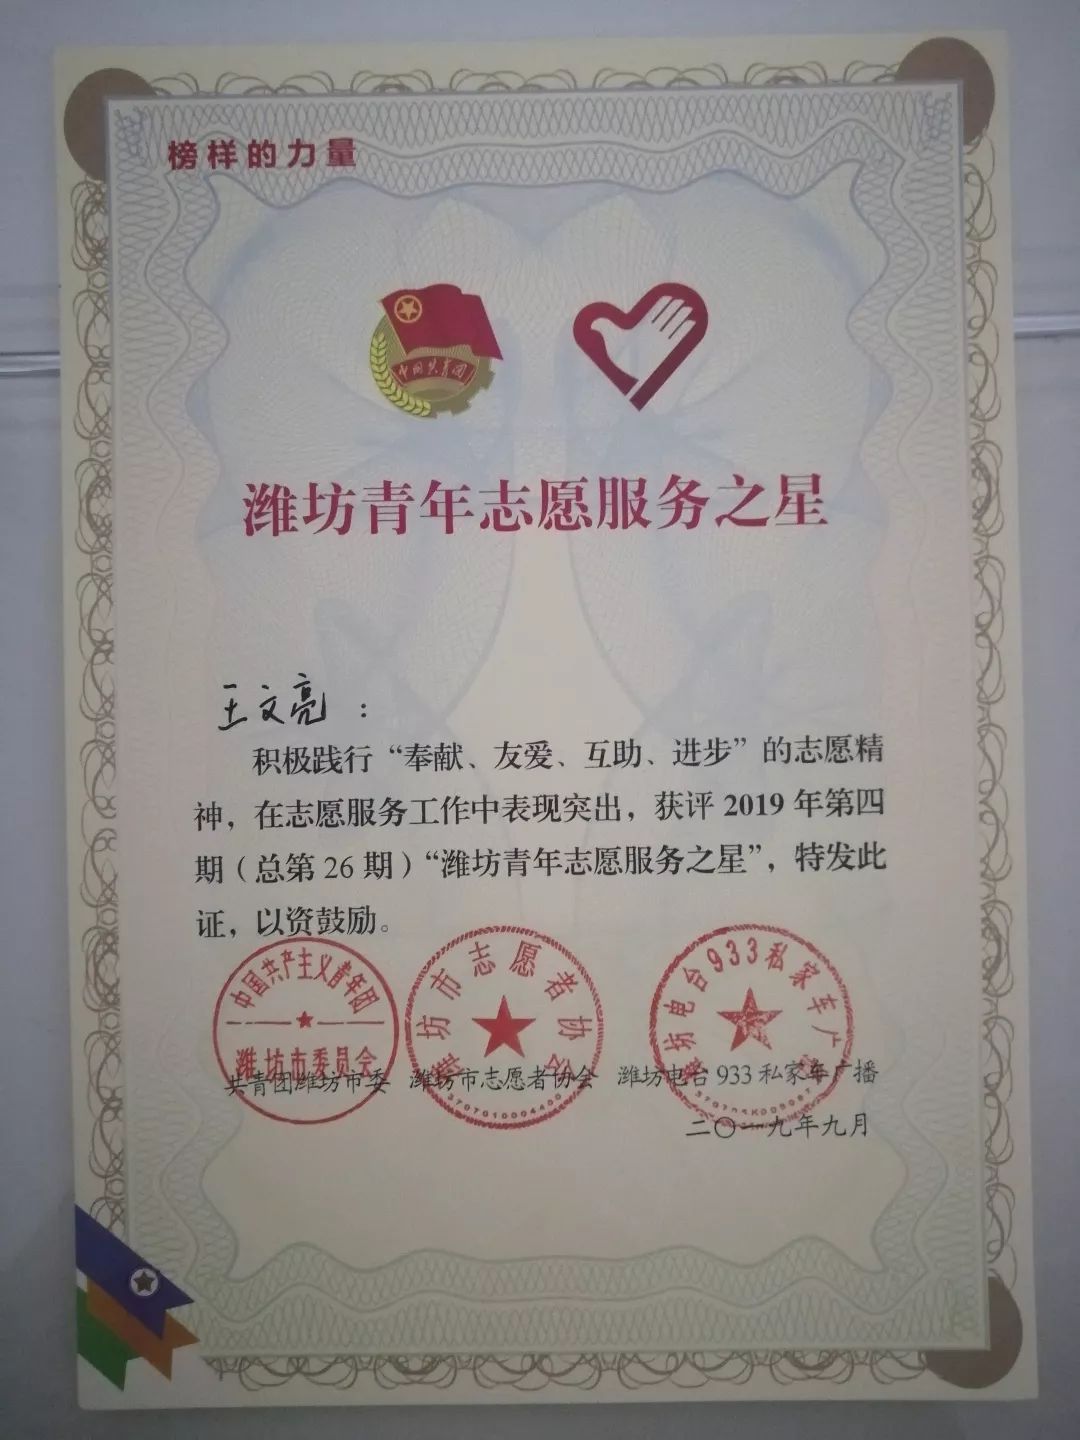 榜样的力量
中国共青团
潍坊青年志愿服务之星
王文亮：
积极践行“奉献、友爱、互助、进步”的志愿精
神，在志愿服务工作中表现突出，获评2019年第四
期（总第26期）“潍坊青年志愿服务之星”，特发此
证，以资鼓励。
中国共产主义青年团
潍坊市委员会
潍坊市志愿者协会
潍坊电台933私家车广播
共青团潍坊市委 潍坊市志愿者协会 潍坊电台933私家车广播
二〇一九年九月